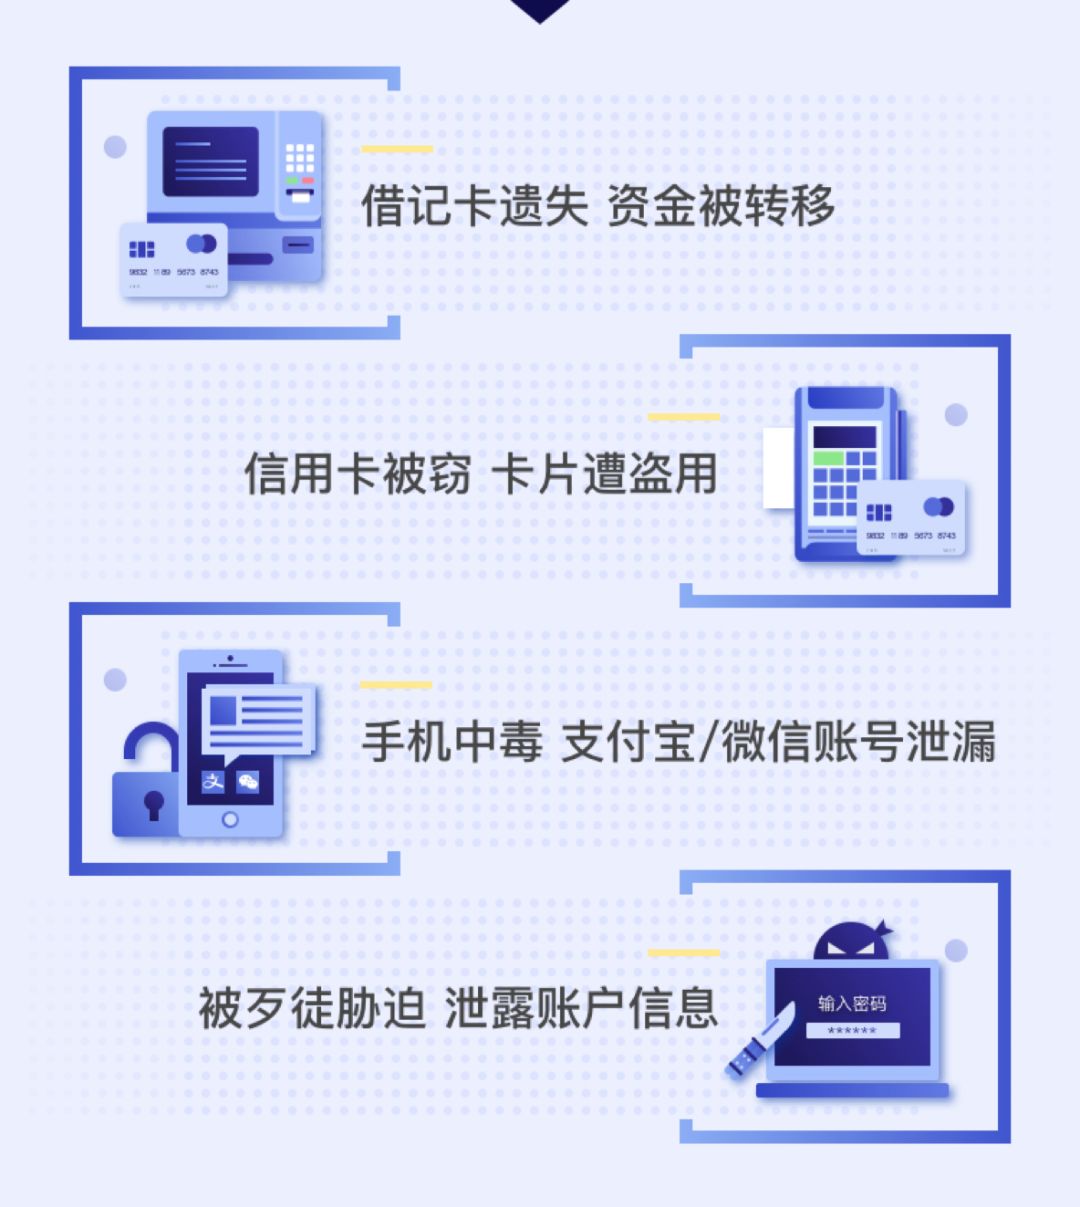 9832 1189 5673 8743
借记卡遗失 资金被转移
信用卡被窃 卡片遭盗用
9832 1189 5673 8743
手机中毒 支付宝/微信账号泄漏
支
被歹徒胁迫 泄露账户信息
输入密码
******